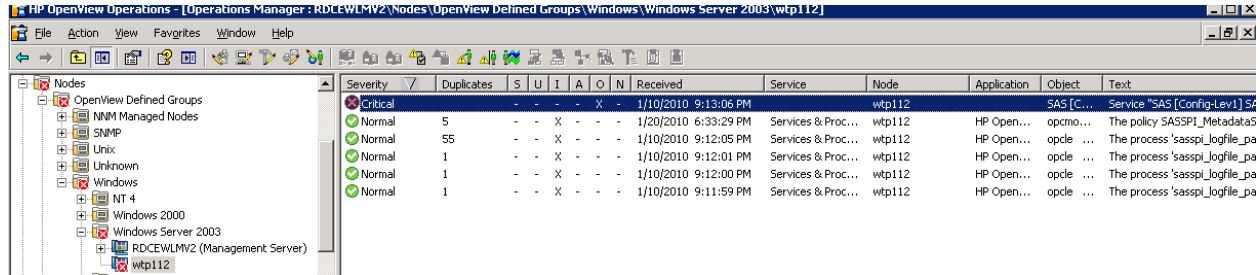 HP OpenView Operations - [Operations Manager : RDCEWLMV2\Nodes\OpenView Defined Groups\Windows\Windows Server 2003\wtp112]
File Action View Favorites Window Help
Nodes
OpenView Defined Groups
NNM Managed Nodes
SNMP
Unix
Unknown
Windows
NT 4
Windows 2000
Windows Server 2003
RDCEWLMV2 (Management Server)
wtp112
Severity Duplicates S U I A O N Received Service Node Application Object Text
Critical - - - - X - 1/10/2010 9:13:06 PM wtp112 SAS [C... Service "SAS [Config-Lev1] SA
Normal 5 - - X - - - 1/20/2010 6:33:29 PM Services & Proc... wtp112 HP Open... opcmo... The policy SASSPI_MetadataS
Normal 55 - - X - - - 1/10/2010 9:12:05 PM Services & Proc... wtp112 HP Open... opcle ... The process 'sasspi_logfile_pa
Normal 1 - - X - - - 1/10/2010 9:12:01 PM Services & Proc... wtp112 HP Open... opcle ... The process 'sasspi_logfile_pa
Normal 1 - - X - - - 1/10/2010 9:12:00 PM Services & Proc... wtp112 HP Open... opcle ... The process 'sasspi_logfile_pa
Normal 1 - - X - - - 1/10/2010 9:11:59 PM Services & Proc... wtp112 HP Open... opcle ... The process 'sasspi_logfile_pa